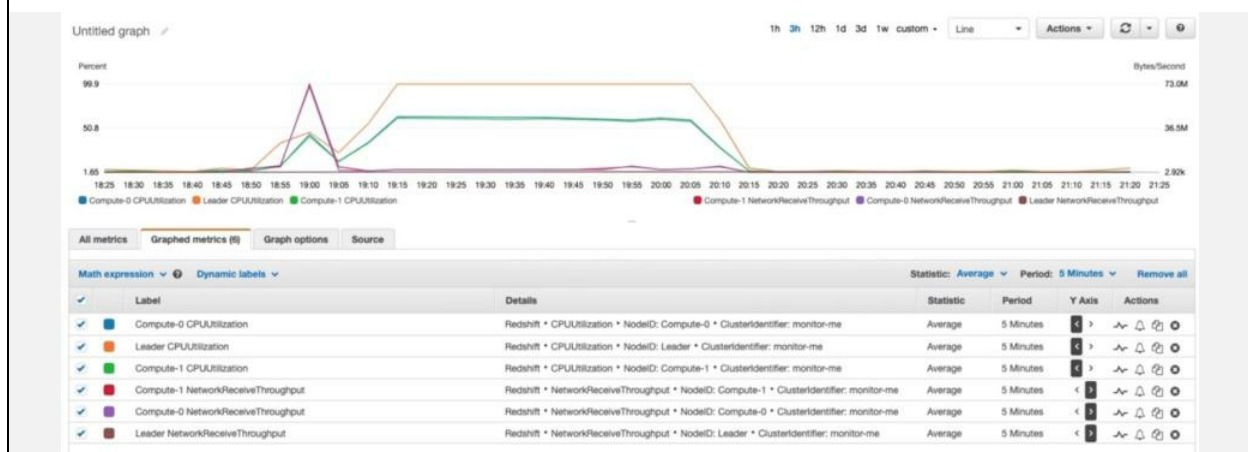 Untitled graph
1h 3h 12h 1d 3d 1w custom Line Actions
Percent Bytes/Second
99.9 73.0M
50.8 36.5M
1.65 2.92k
18:25 18:30 18:35 18:40 18:45 18:50 18:55 19:00 19:05 19:10 19:15 19:20 19:25 19:30 19:35 19:40 19:45 19:50 19:55 20:00 20:05 20:10 20:15 20:20 20:25 20:30 20:35 20:40 20:45 20:50 20:55 21:00 21:05 21:10 21:15 21:20 21:25
Compute-0 CPUUtilization Leader CPUUtilization Compute-1 CPUUtilization Compute-1 NetworkReceiveThroughput Compute-0 NetworkReceiveThroughput Leader NetworkReceiveThroughput
All metrics Graphed metrics (6) Graph options Source
Math expression Dynamic labels Statistic: Average Period: 5 Minutes Remove all
Label Details Statistic Period Y Axis Actions
Compute-0 CPUUtilization Redshift • CPUUtilization • NodeID: Compute-0 • ClusterIdentifier: monitor-me Average 5 Minutes
Leader CPUUtilization Redshift • CPUUtilization • NodeID: Leader • ClusterIdentifier: monitor-me Average 5 Minutes
Compute-1 CPUUtilization Redshift • CPUUtilization • NodeID: Compute-1 • ClusterIdentifier: monitor-me Average 5 Minutes
Compute-1 NetworkReceiveThroughput Redshift • NetworkReceiveThroughput • NodeID: Compute-1 • ClusterIdentifier: monitor-me Average 5 Minutes
Compute-0 NetworkReceiveThroughput Redshift • NetworkReceiveThroughput • NodeID: Compute-0 • ClusterIdentifier: monitor-me Average 5 Minutes
Leader NetworkReceiveThroughput Redshift • NetworkReceiveThroughput • NodeID: Leader • ClusterIdentifier: monitor-me Average 5 Minutes